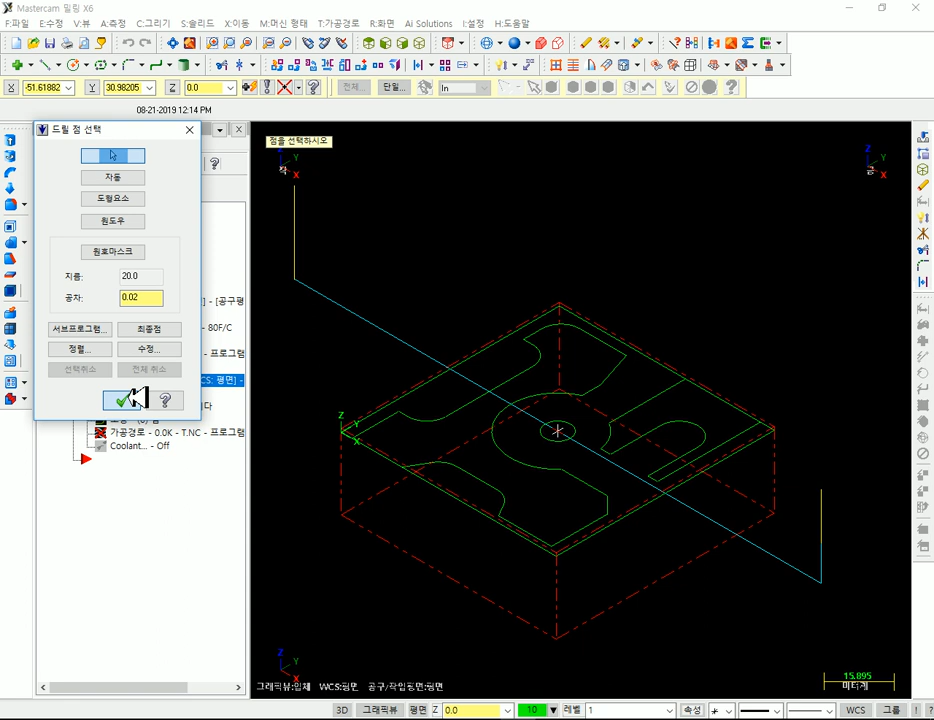 Mastercam 밀링 X6
F:파일 E:수정 V:뷰 A:측정 C:그리기 S:솔리드 X:이동 M:머신 형태 T:가공경로 R:화면 Ai Solutions I:설정 H:도움말
X -51.61882 Y 30.98205 Z 0.0 전체... 단일... In
08-21-2019 12:14 PM
드릴 점 선택
점을 선택하시오
자동
도형요소
윈도우
원호마스크
지름: 20.0
공차: 0.02
서브프로그램... 최종점
정렬... 수정...
선택취소 전체 취소
] - [공구평
- 80F/C
- 프로그램
CS: 평면] -
가공경로 - 0.0K - T.NC - 프로그램
Coolant... - Off
Z Y X
Z Y X
Z Y X
Z Y X
15.895
미터계
그래픽뷰:입체 WCS:평면 공구/작업평면:평면
3D 그래픽뷰 평면 Z 0.0 10 레벨 1 속성 WCS 그룹 ! ?